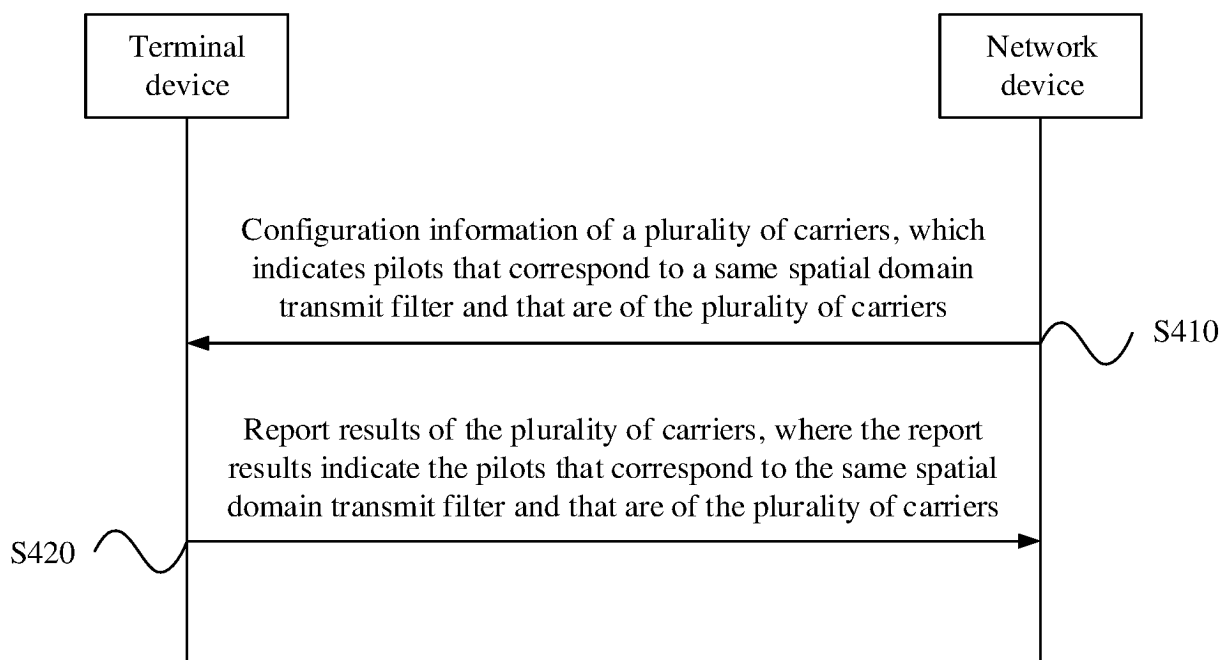 Terminal
device
Network
device
Configuration information of a plurality of carriers, which
indicates pilots that correspond to a same spatial domain
transmit filter and that are of the plurality of carriers
S410
Report results of the plurality of carriers, where the report
results indicate the pilots that correspond to the same spatial
domain transmit filter and that are of the plurality of carriers
S420